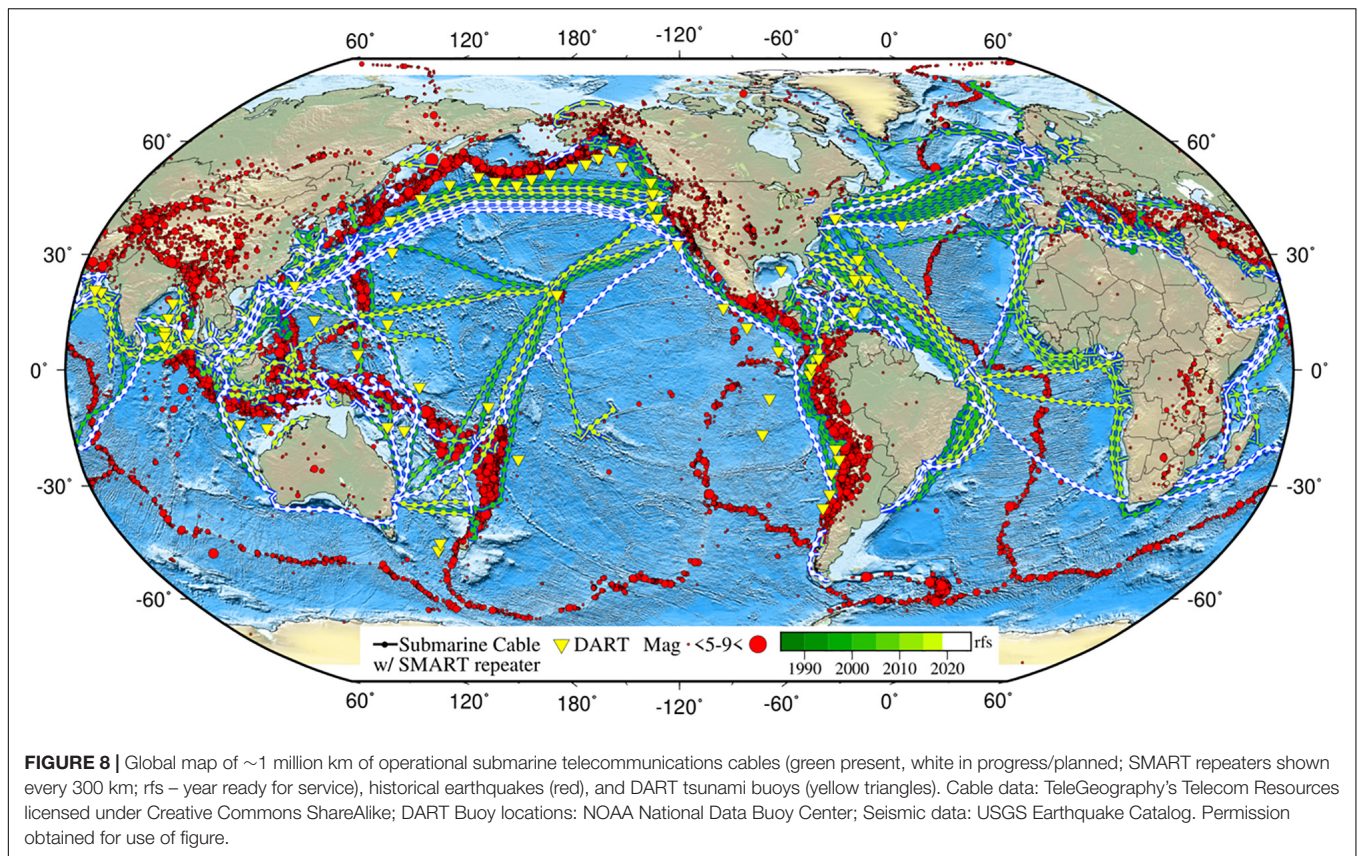 60˚ 120˚ 180˚ -120˚ -60˚ 0˚ 60˚
60˚ 60˚
30˚ 30˚
0˚ 0˚
-30˚ -30˚
-60˚ -60˚
Submarine Cable DART Mag <5-9< rfs
w/ SMART repeater 1990 2000 2010 2020
60˚ 120˚ 180˚ -120˚ -60˚ 0˚ 60˚
FIGURE 8 | Global map of ∼1 million km of operational submarine telecommunications cables (green present, white in progress/planned; SMART repeaters shown
every 300 km; rfs – year ready for service), historical earthquakes (red), and DART tsunami buoys (yellow triangles). Cable data: TeleGeography's Telecom Resources
licensed under Creative Commons ShareAlike; DART Buoy locations: NOAA National Data Buoy Center; Seismic data: USGS Earthquake Catalog. Permission
obtained for use of figure.